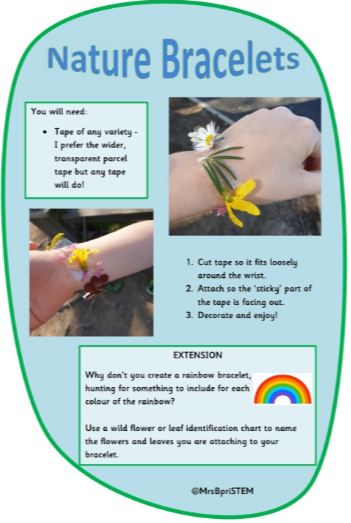 Nature Bracelets
You will need:
• Tape of any variety -
I prefer the wider,
transparent parcel
tape but any tape
will do!
1. Cut tape so it fits loosely
around the wrist.
2. Attach so the 'sticky' part of
the tape is facing out.
3. Decorate and enjoy!
EXTENSION
Why don't you create a rainbow bracelet,
hunting for something to include for each
colour of the rainbow?
Use a wild flower or leaf identification chart to name
the flowers and leaves you are attaching to your
bracelet.
@MrsBpriSTEM